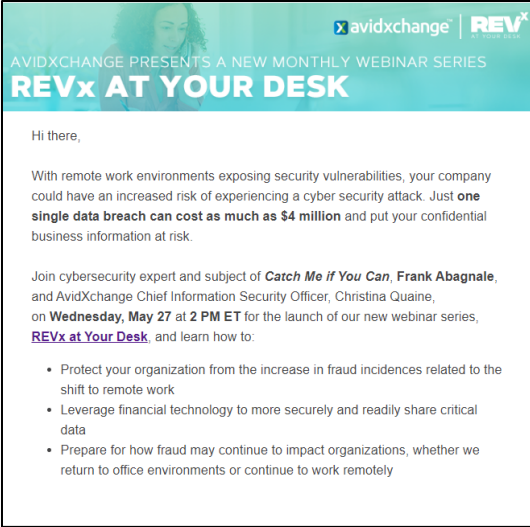 avidxchange | REVx
AT YOUR DESK
AVIDXCHANGE PRESENTS A NEW MONTHLY WEBINAR SERIES
REVx AT YOUR DESK
Hi there,
With remote work environments exposing security vulnerabilities, your company
could have an increased risk of experiencing a cyber security attack. Just one
single data breach can cost as much as $4 million and put your confidential
business information at risk.
Join cybersecurity expert and subject of Catch Me if You Can, Frank Abagnale,
and AvidXchange Chief Information Security Officer, Christina Quaine,
on Wednesday, May 27 at 2 PM ET for the launch of our new webinar series,
REVx at Your Desk, and learn how to:
• Protect your organization from the increase in fraud incidences related to the
shift to remote work
• Leverage financial technology to more securely and readily share critical
data
• Prepare for how fraud may continue to impact organizations, whether we
return to office environments or continue to work remotely